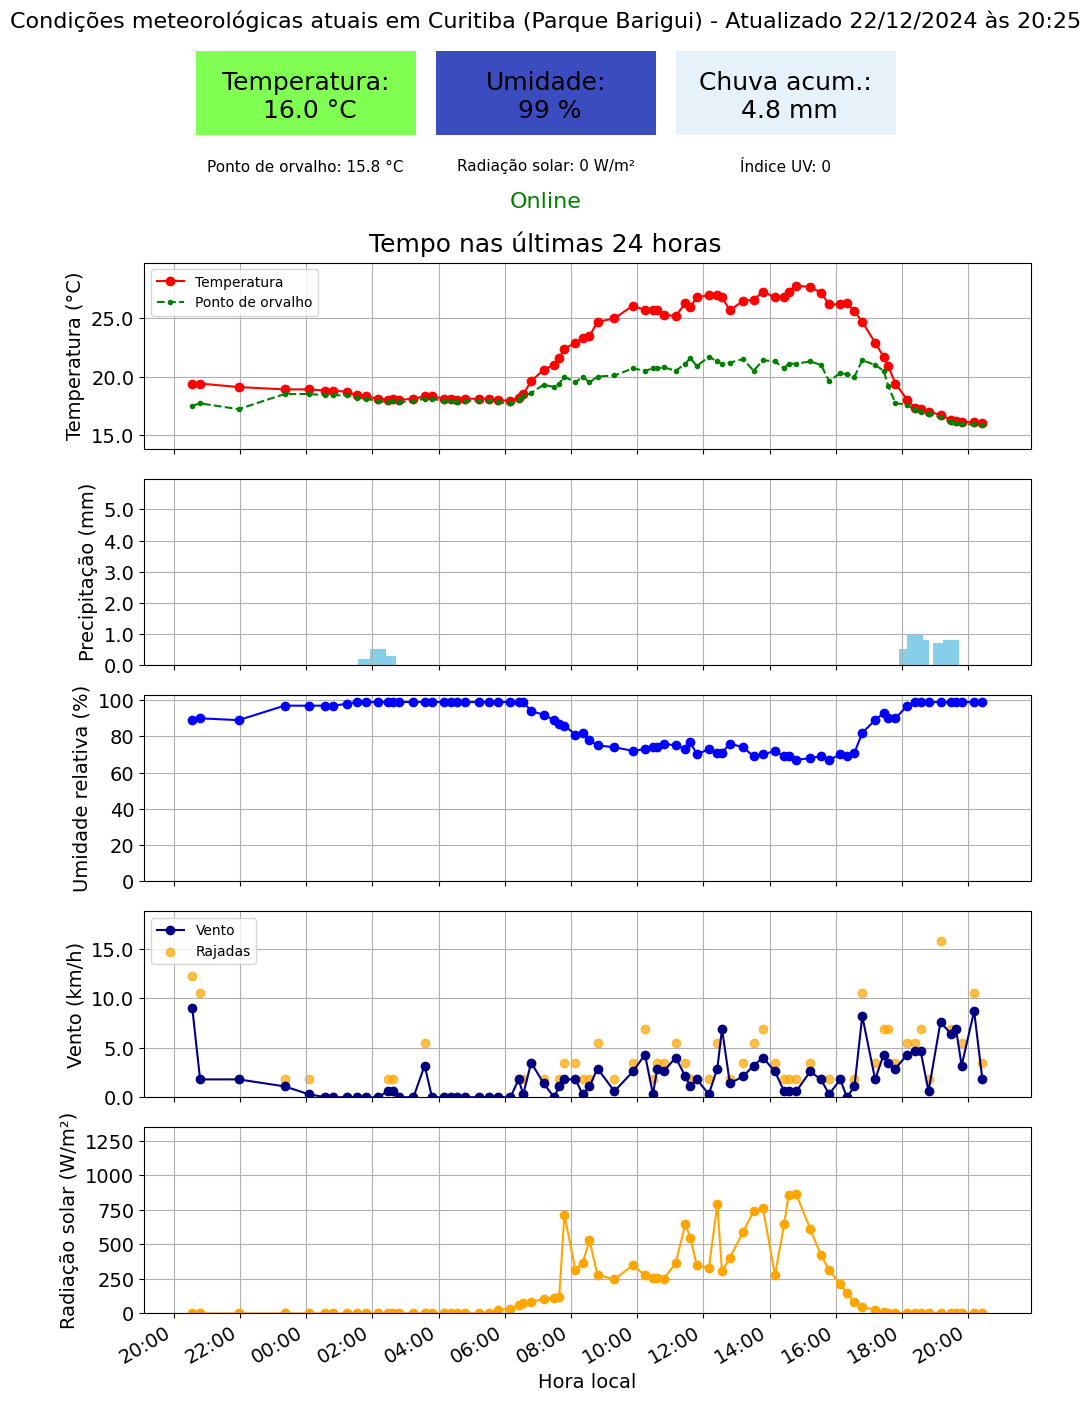 Condições meteorológicas atuais em Curitiba (Parque Barigui) - Atualizado 22/12/2024 às 20:25
Temperatura:
16.0 °C
Umidade:
99 %
Chuva acum.:
4.8 mm
Ponto de orvalho: 15.8 °C
Radiação solar: 0 W/m²
Índice UV: 0
Online
Tempo nas últimas 24 horas
Temperatura (°C)
25.0
20.0
15.0
Temperatura
Ponto de orvalho
Precipitação (mm)
5.0
4.0
3.0
2.0
1.0
0.0
Umidade relativa (%)
100
80
60
40
20
0
Vento (km/h)
15.0
10.0
5.0
0.0
Vento
Rajadas
Radiação solar (W/m²)
1250
1000
750
500
250
0
20:00 22:00 00:00 02:00 04:00 06:00 08:00 10:00 12:00 14:00 16:00 18:00 20:00
Hora local